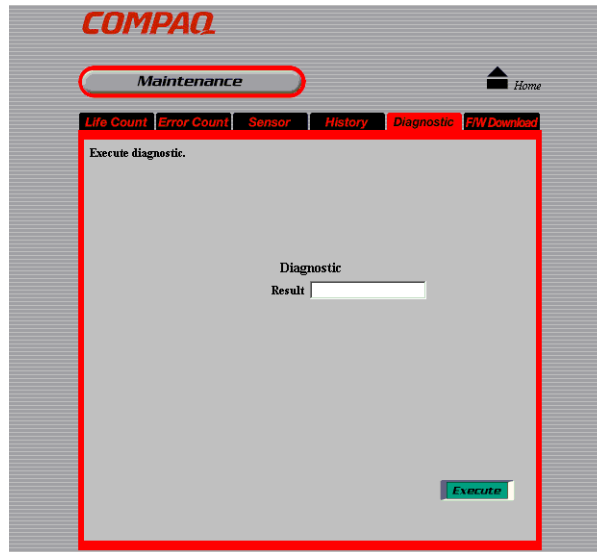 COMPAQ
Maintenance
Home
Life Count Error Count Sensor History Diagnostic F/W Download
Execute diagnostic.
Diagnostic
Result
Execute